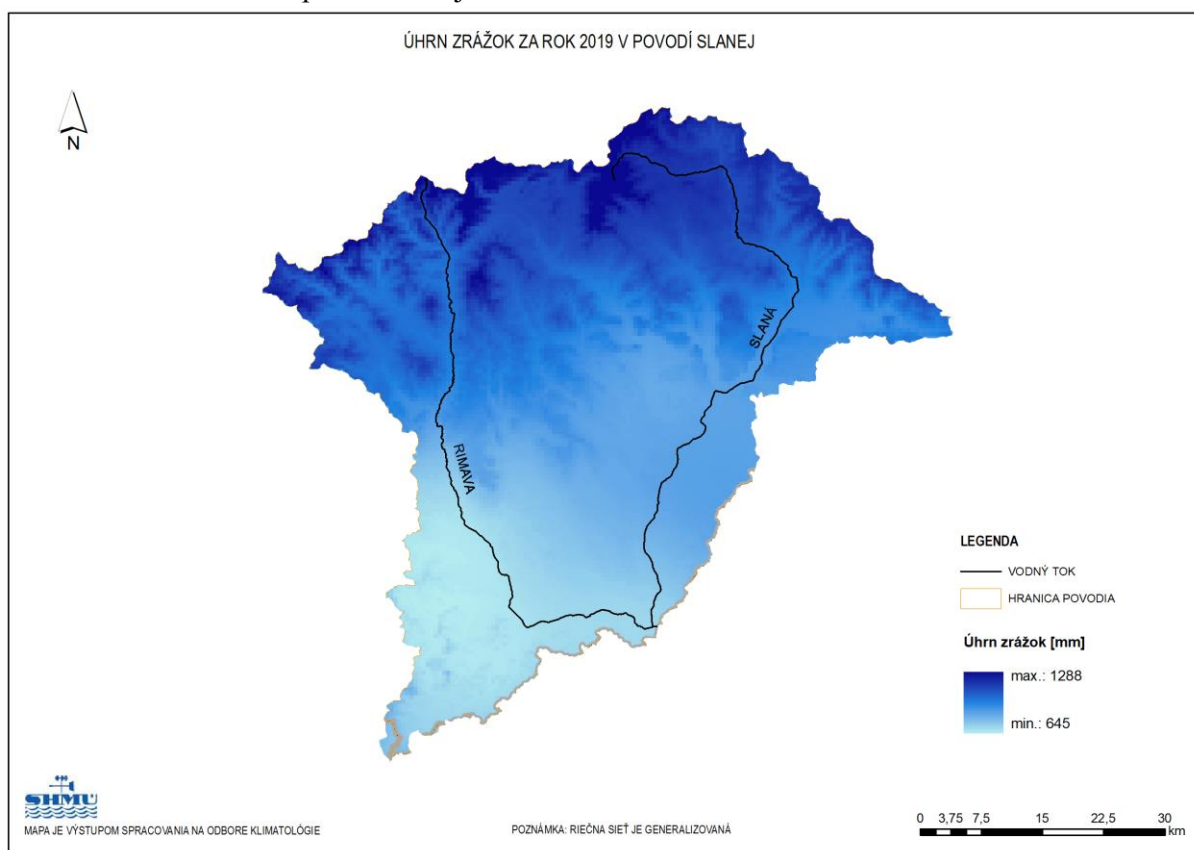 ÚHRN ZRÁŽOK ZA ROK 2019 V POVODÍ SLANEJ
N
SLANÁ
RIMAVA
LEGENDA
VODNÝ TOK
HRANICA POVODIA
Úhrn zrážok [mm]
max.: 1288
min.: 645
SHMÚ
MAPA JE VÝSTUPOM SPRACOVANIA NA ODBORE KLIMATOLÓGIE
POZNÁMKA: RIEČNA SIEŤ JE GENERALIZOVANÁ
0 3,75 7,5 15 22,5 30
km